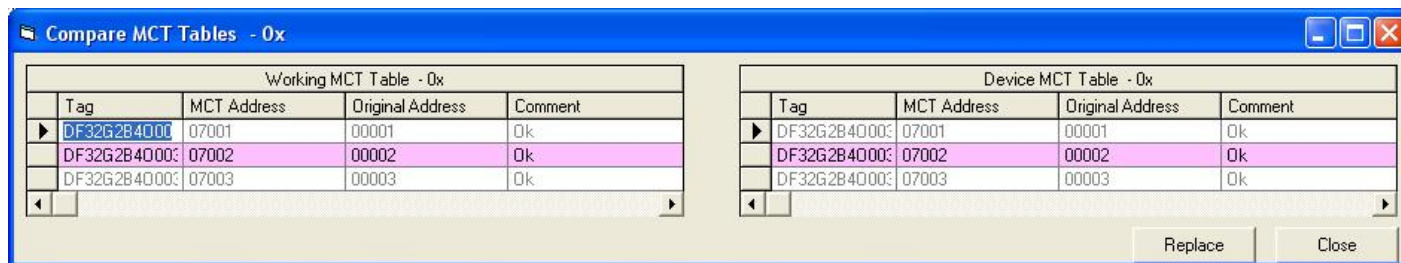 Compare MCT Tables - 0x
Working MCT Table - 0x
Tag MCT Address Original Address Comment
DF32G2B4O00 07001 00001 Ok
DF32G2B4O003 07002 00002 Ok
DF32G2B4O003 07003 00003 Ok
Device MCT Table - 0x
Tag MCT Address Original Address Comment
DF32G2B4O003 07001 00001 Ok
DF32G2B4O003 07002 00002 Ok
DF32G2B4O003 07003 00003 Ok
Replace Close